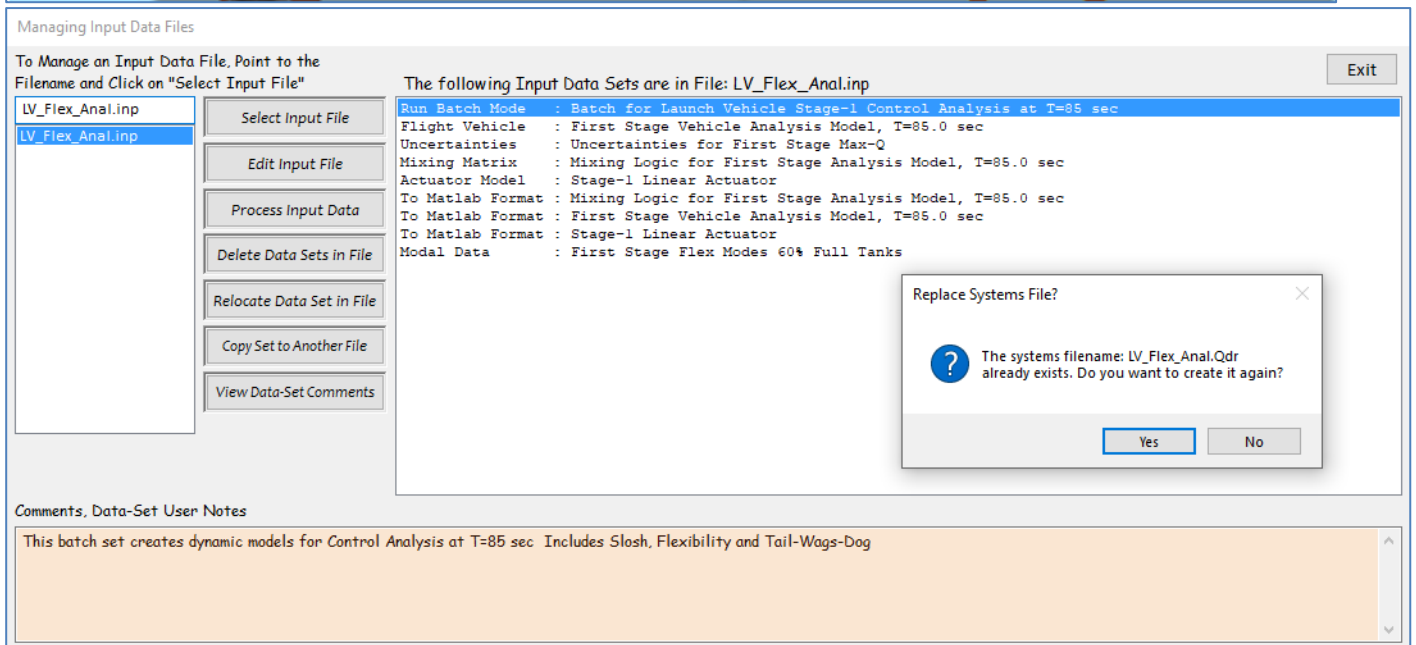 Managing Input Data Files
To Manage an Input Data File, Point to the
Filename and Click on "Select Input File"
The following Input Data Sets are in File: LV_Flex_Anal.inp
Exit
LV_Flex_Anal.inp
LV_Flex_Anal.inp
Select Input File
Edit Input File
Process Input Data
Delete Data Sets in File
Relocate Data Set in File
Copy Set to Another File
View Data-Set Comments
Run Batch Mode : Batch for Launch Vehicle Stage-1 Control Analysis at T=85 sec
Flight Vehicle : First Stage Vehicle Analysis Model, T=85.0 sec
Uncertainties : Uncertainties for First Stage Max-Q
Mixing Matrix : Mixing Logic for First Stage Analysis Model, T=85.0 sec
Actuator Model : Stage-1 Linear Actuator
To Matlab Format : Mixing Logic for First Stage Analysis Model, T=85.0 sec
To Matlab Format : First Stage Vehicle Analysis Model, T=85.0 sec
To Matlab Format : Stage-1 Linear Actuator
Modal Data : First Stage Flex Modes 60% Full Tanks
Replace Systems File?
The systems filename: LV_Flex_Anal.Qdr
already exists. Do you want to create it again?
Yes
No
Comments, Data-Set User Notes
This batch set creates dynamic models for Control Analysis at T=85 sec Includes Slosh, Flexibility and Tail-Wags-Dog